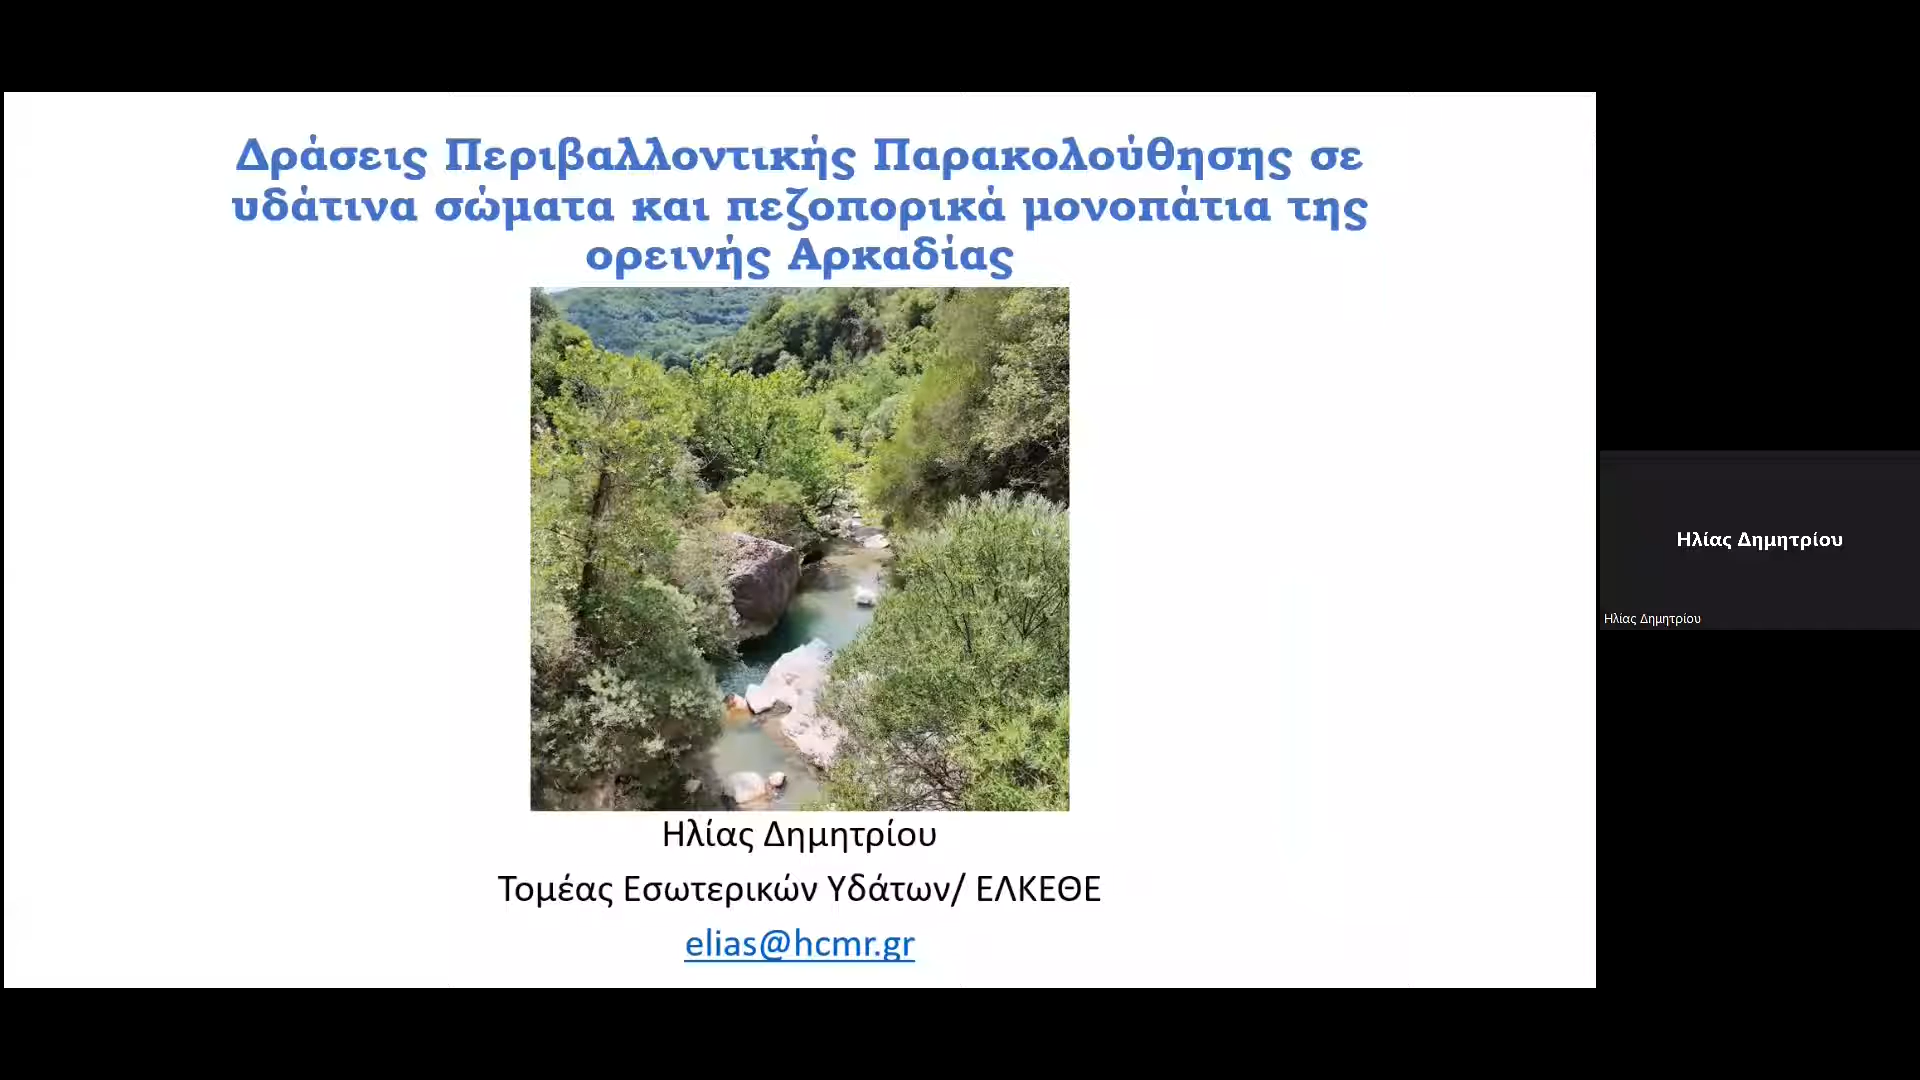 Δράσεις Περιβαλλοντικής Παρακολούθησης σε
υδάτινα σώματα και πεζοπορικά μονοπάτια της
ορεινής Αρκαδίας
Ηλίας Δημητρίου
Τομέας Εσωτερικών Υδάτων/ ΕΛΚΕΘΕ
elias@hcmr.gr
Ηλίας Δημητρίου
Ηλίας Δημητρίου